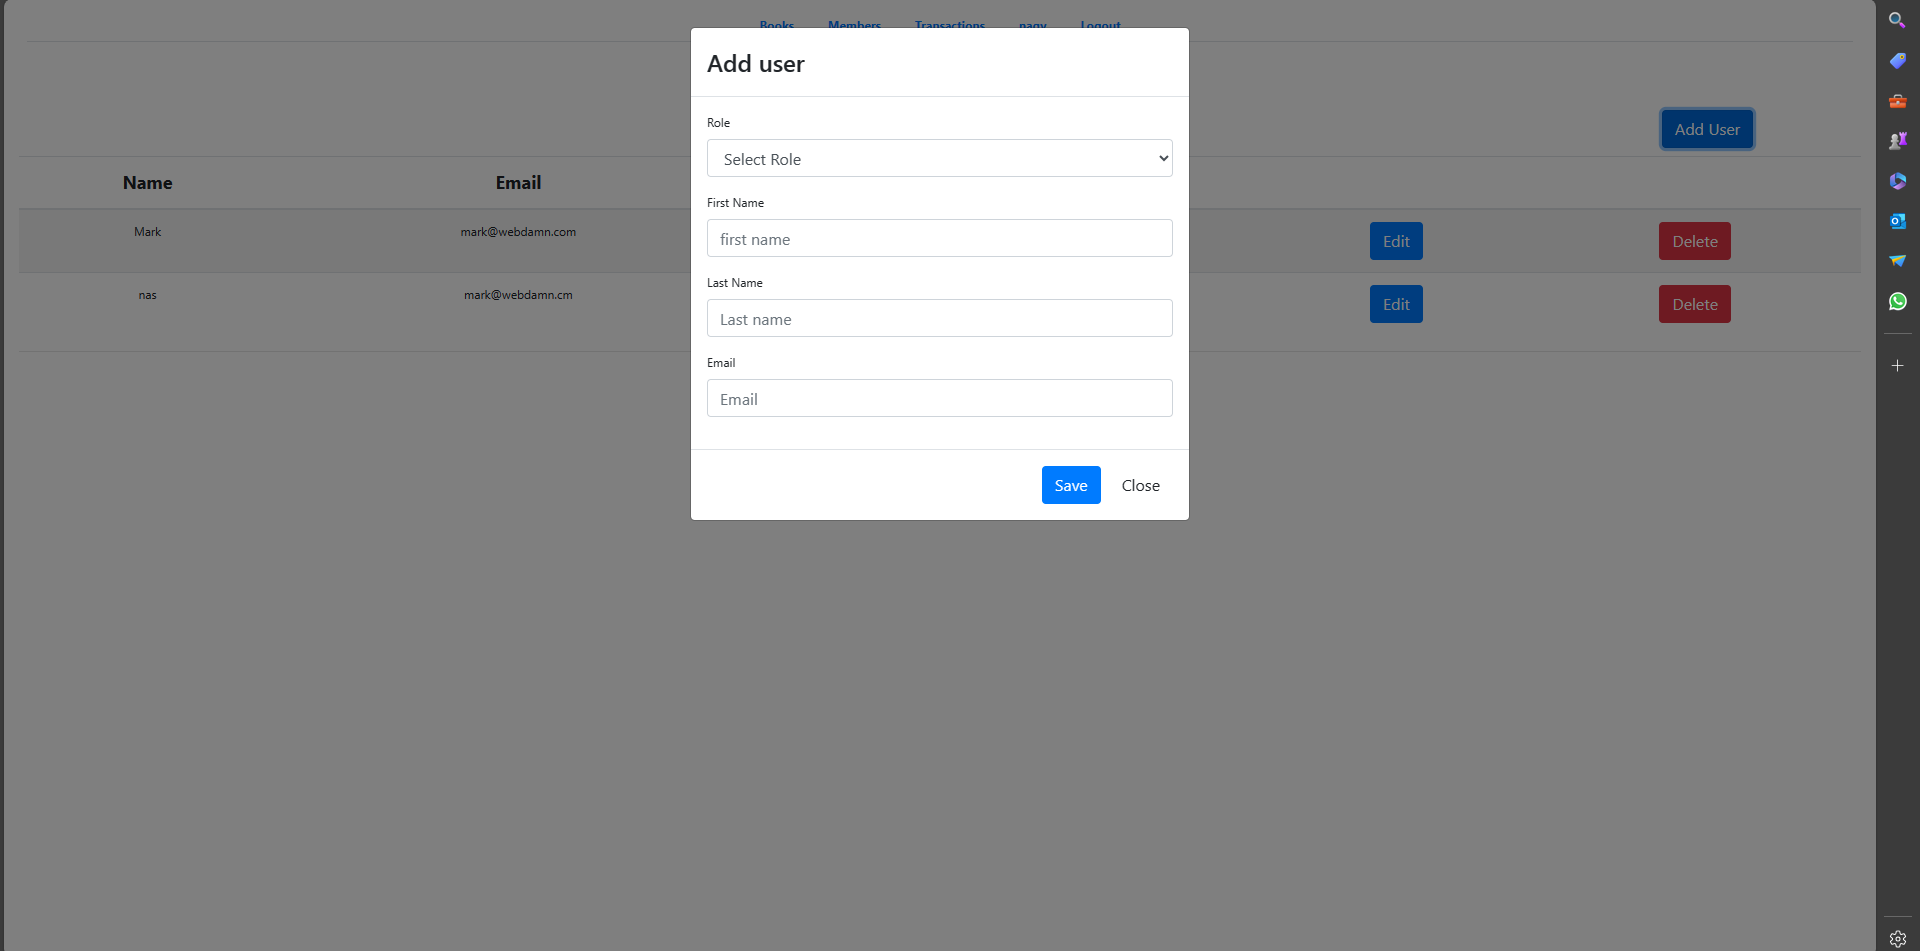 Books Members Transactions nagy Logout
Add user
Role
Select Role
First Name
first name
Last Name
Last name
Email
Email
Save Close
Add User
Name Email
Mark mark@webdamn.com Edit Delete
nas mark@webdamn.cm Edit Delete